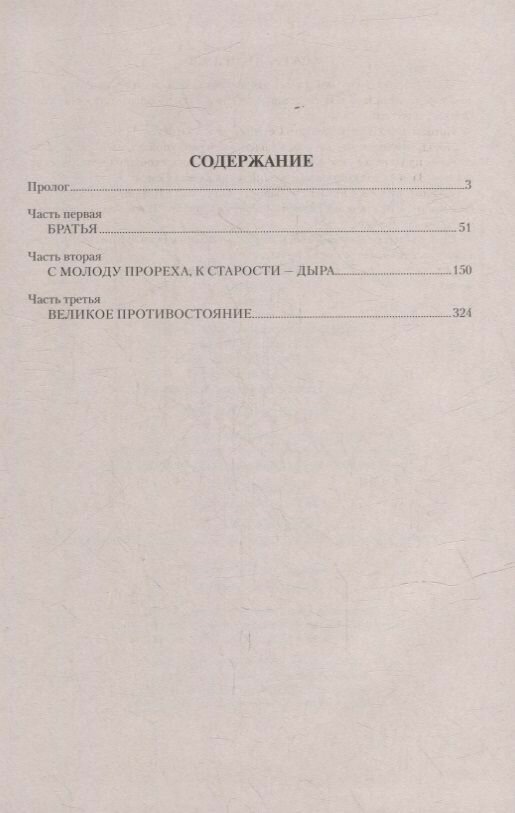 СОДЕРЖАНИЕ
Пролог...3
Часть первая
БРАТЬЯ...51
Часть вторая
С МОЛОДУ ПРОРЕХА, К СТАРОСТИ – ДЫРА...150
Часть третья
ВЕЛИКОЕ ПРОТИВОСТОЯНИЕ...324